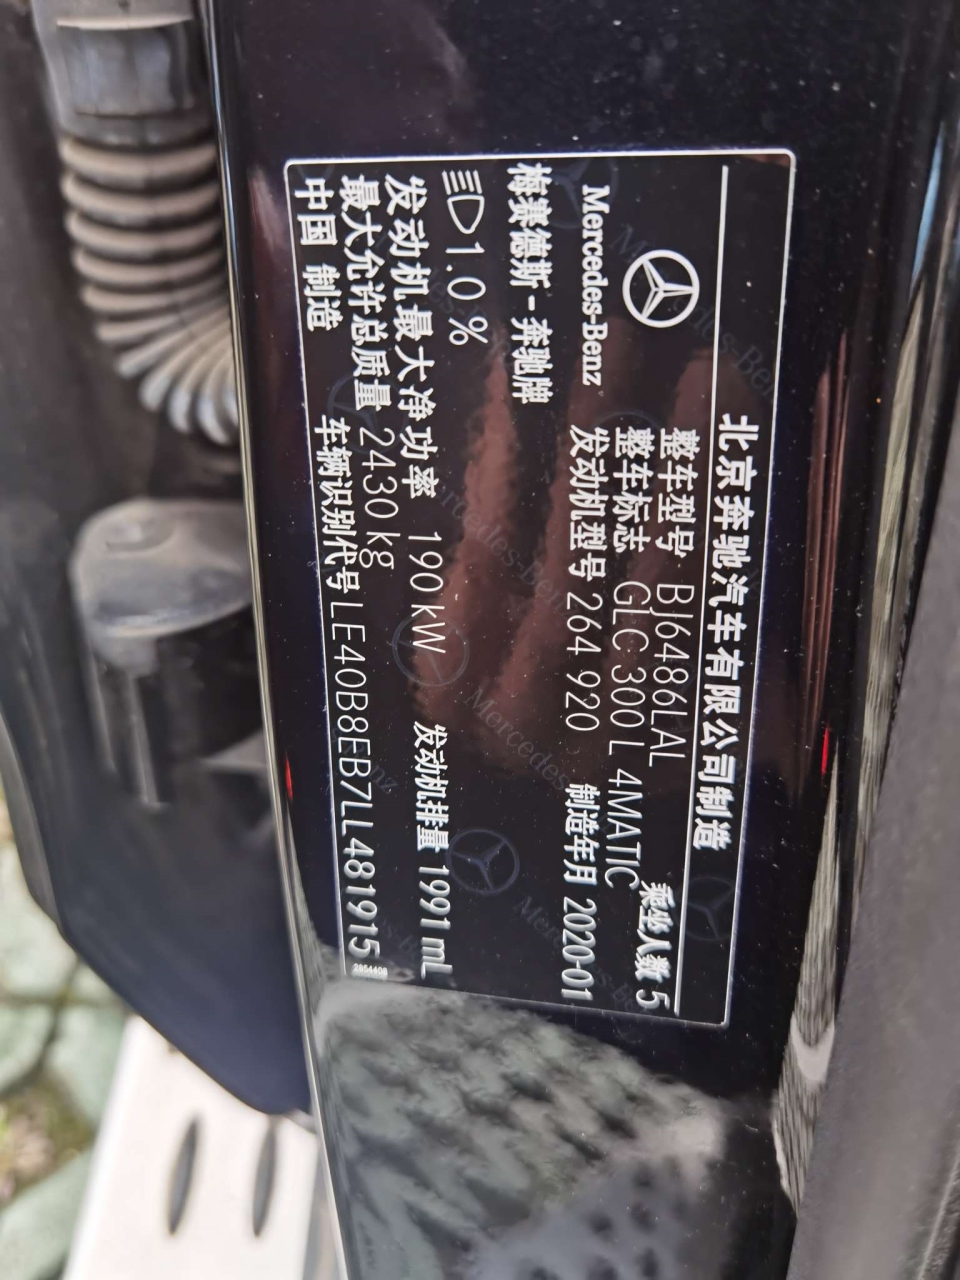 北京奔驰汽车有限公司制造
Mercedes-Benz
梅赛德斯-奔驰牌
整车型号 BJ6486LAL 乘坐人数 5
整车标志 GLC 300 L 4MATIC
发动机型号 264 920 制造年月 2020-01
1.0 %
发动机最大净功率 190 kW 发动机排量 1991 mL
最大允许总质量 2430 kg
中国 制造 车辆识别代号 LE40B8EB7LL481915